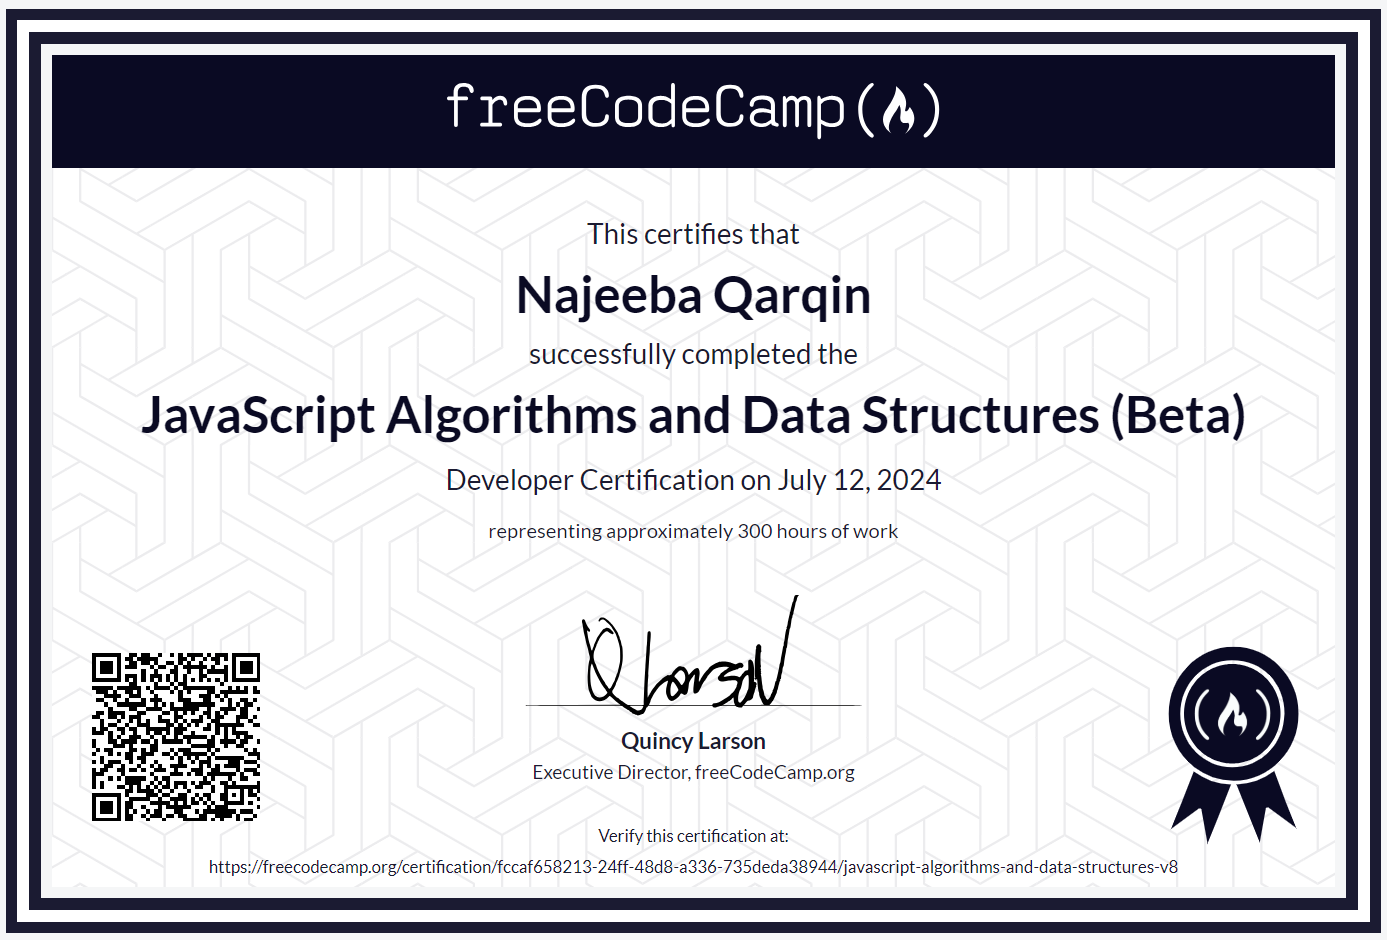 freeCodeCamp
This certifies that
Najeeba Qarqin
successfully completed the
JavaScript Algorithms and Data Structures (Beta)
Developer Certification on July 12, 2024
representing approximately 300 hours of work
Q Larson
Quincy Larson
Executive Director, freeCodeCamp.org
Verify this certification at:
https://freecodecamp.org/certification/fccaf658213-24ff-48d8-a336-735deda38944/javascript-algorithms-and-data-structures-v8